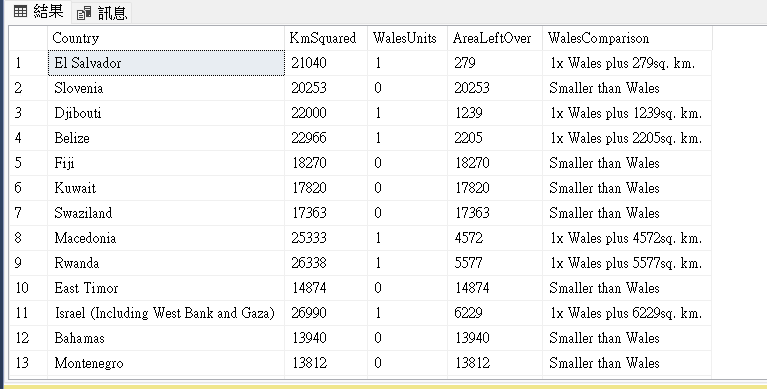 結果 訊息
Country KmSquared WalesUnits AreaLeftOver WalesComparison
1 El Salvador 21040 1 279 1x Wales plus 279sq. km.
2 Slovenia 20253 0 20253 Smaller than Wales
3 Djibouti 22000 1 1239 1x Wales plus 1239sq. km.
4 Belize 22966 1 2205 1x Wales plus 2205sq. km.
5 Fiji 18270 0 18270 Smaller than Wales
6 Kuwait 17820 0 17820 Smaller than Wales
7 Swaziland 17363 0 17363 Smaller than Wales
8 Macedonia 25333 1 4572 1x Wales plus 4572sq. km.
9 Rwanda 26338 1 5577 1x Wales plus 5577sq. km.
10 East Timor 14874 0 14874 Smaller than Wales
11 Israel (Including West Bank and Gaza) 26990 1 6229 1x Wales plus 6229sq. km.
12 Bahamas 13940 0 13940 Smaller than Wales
13 Montenegro 13812 0 13812 Smaller than Wales